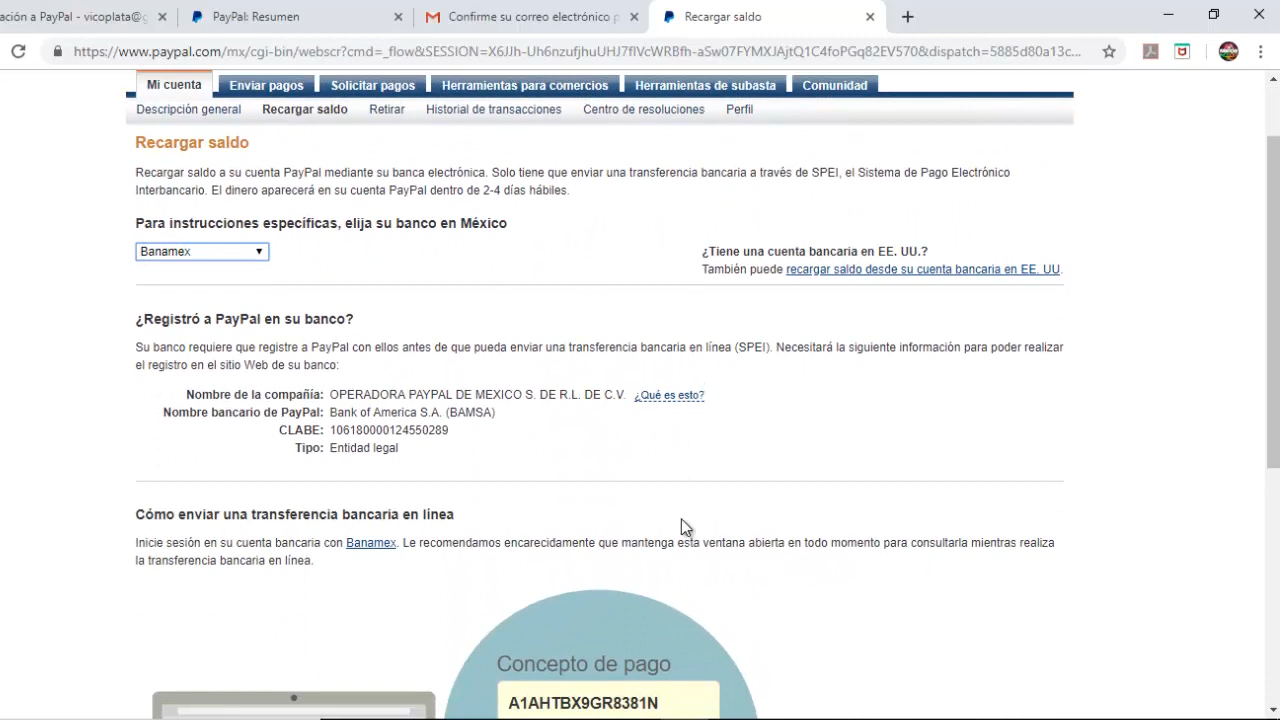 ación a PayPal - vicoplata@g
PayPal: Resumen
Confirme su correo electrónico p
Recargar saldo
https://www.paypal.com/mx/cgi-bin/webscr?cmd=_flow&SESSION=X6JJh-Uh6nzufjhuUHJ7flVcWRBfh-aSw07FYMXJAjtQ1C4foPGq82EV570&dispatch=5885d80a13c...
Mi cuenta
Enviar pagos
Solicitar pagos
Herramientas para comercios
Herramientas de subasta
Comunidad
Descripción general
Recargar saldo
Retirar
Historial de transacciones
Centro de resoluciones
Perfil
Recargar saldo
Recargar saldo a su cuenta PayPal mediante su banca electrónica. Solo tiene que enviar una transferencia bancaria a través de SPEI, el Sistema de Pago Electrónico
Interbancario. El dinero aparecerá en su cuenta PayPal dentro de 2-4 días hábiles.
Para instrucciones específicas, elija su banco en México
Banamex
¿Tiene una cuenta bancaria en EE. UU.?
También puede recargar saldo desde su cuenta bancaria en EE. UU.
¿Registró a PayPal en su banco?
Su banco requiere que registre a PayPal con ellos antes de que pueda enviar una transferencia bancaria en línea (SPEI). Necesitará la siguiente información para poder realizar
el registro en el sitio Web de su banco:
Nombre de la compañía: OPERADORA PAYPAL DE MEXICO S. DE R.L. DE C.V. ¿Qué es esto?
Nombre bancario de PayPal: Bank of America S.A. (BAMSA)
CLABE: 106180000124550289
Tipo: Entidad legal
Cómo enviar una transferencia bancaria en línea
Inicie sesión en su cuenta bancaria con Banamex. Le recomendamos encarecidamente que mantenga esta ventana abierta en todo momento para consultarla mientras realiza
la transferencia bancaria en línea.
Concepto de pago
A1AHTBX9GR8381N